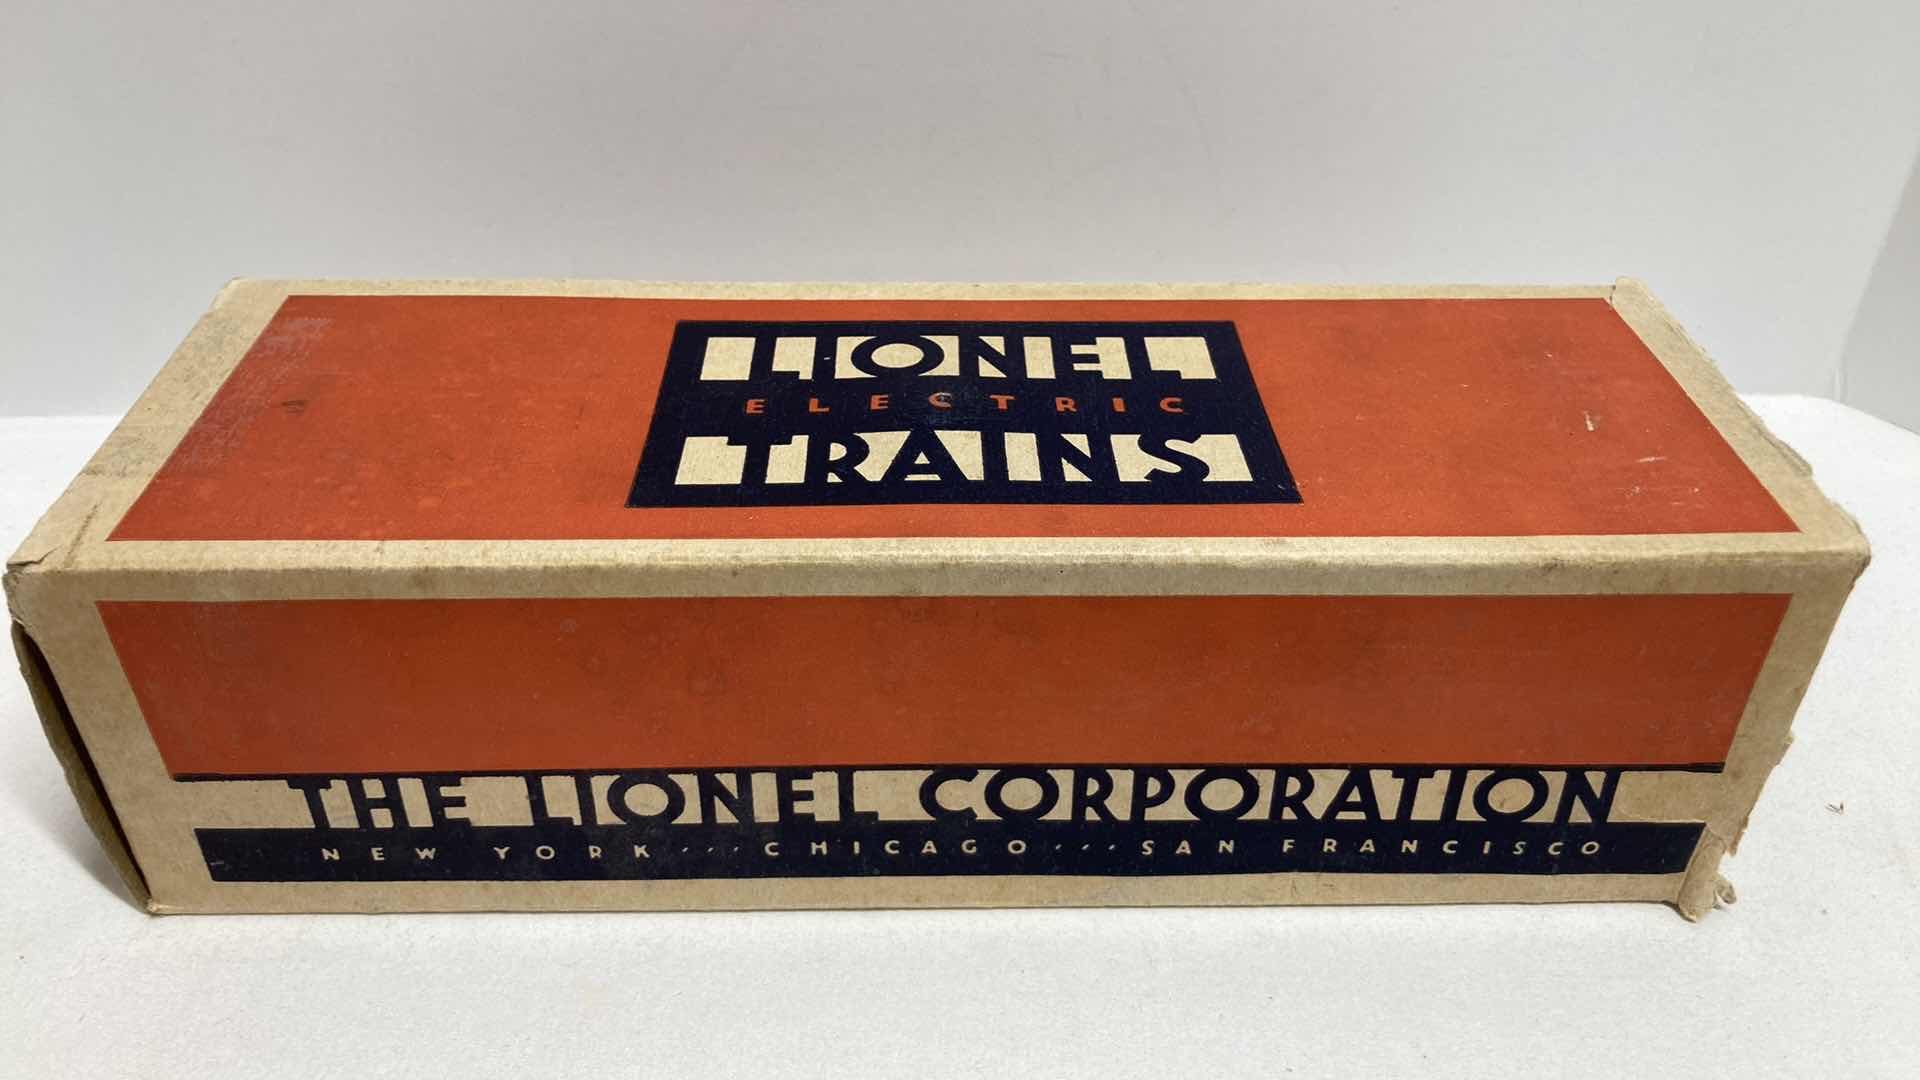 LIONEL
ELECTRIC
TRAINS
THE LIONEL CORPORATION
NEW YORK ··· CHICAGO ··· SAN FRANCISCO